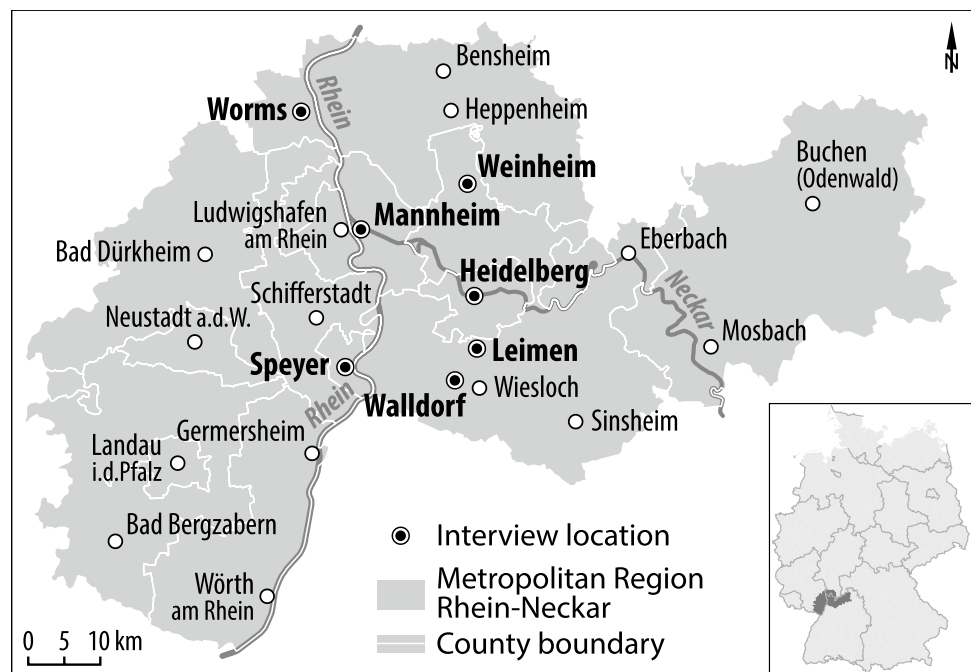 Bensheim
N
Rhein
Worms
Heppenheim
Weinheim
Buchen
(Odenwald)
Ludwigshafen
am Rhein
Mannheim
Bad Dürkheim
Eberbach
Heidelberg
Schifferstadt
Neckar
Neustadt a.d.W.
Mosbach
Leimen
Speyer
Rhein
Walldorf
Wiesloch
Sinsheim
Germersheim
Landau
i.d.Pfalz
Bad Bergzabern
Wörth
am Rhein
Interview location
Metropolitan Region
Rhein-Neckar
County boundary
0 5 10 km